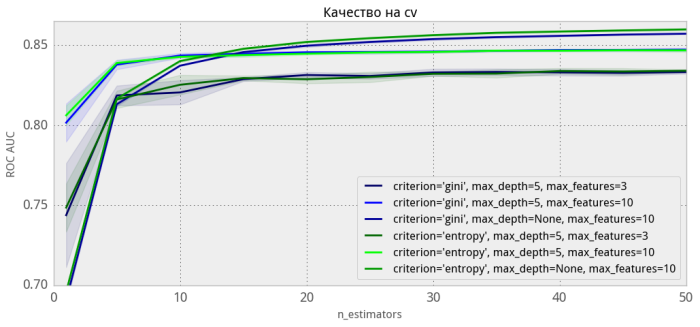 Качество на cv
ROC AUC
0.85
0.80
0.75
0.70
criterion='gini', max_depth=5, max_features=3
criterion='gini', max_depth=5, max_features=10
criterion='gini', max_depth=None, max_features=10
criterion='entropy', max_depth=5, max_features=3
criterion='entropy', max_depth=5, max_features=10
criterion='entropy', max_depth=None, max_features=10
0 10 20 30 40 50
n_estimators